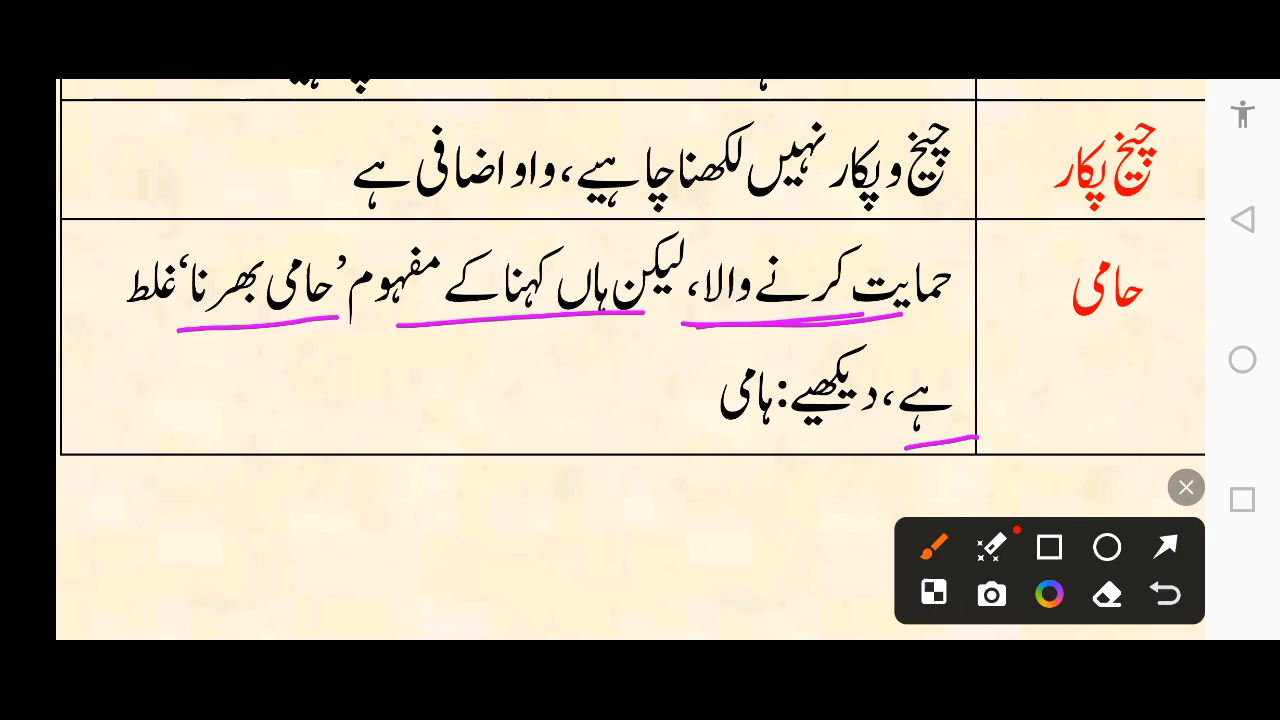 چیخ پکار
چیخ و پکار نہیں لکھنا چاہیے، واو اضافی ہے
حامی
حمایت کرنے والا، لیکن ہاں کہنا کے مفہوم ’حامی بھرنا‘ غلط
ہے، دیکھیے: ہامی